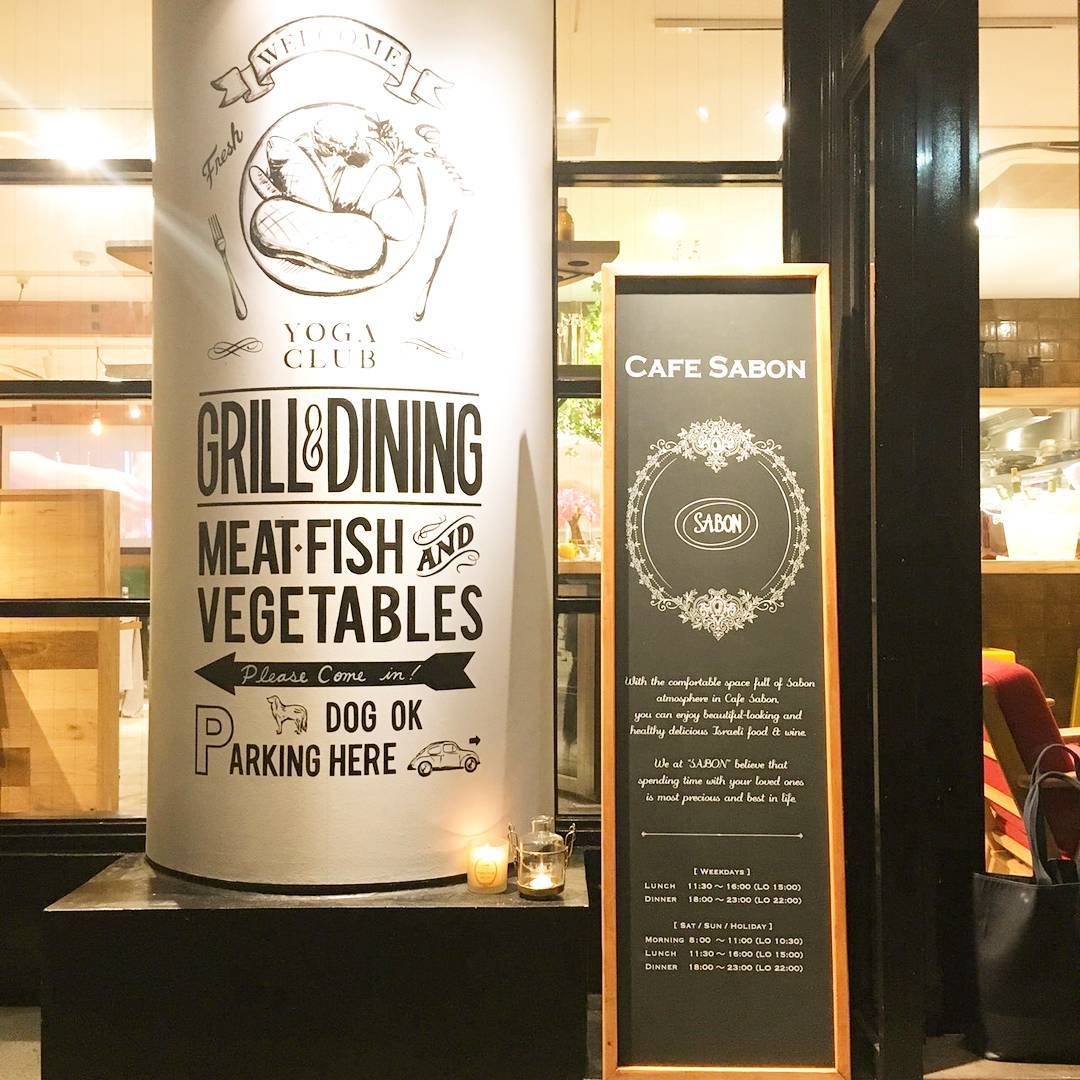 WELCOME
Fresh
YOGA
CLUB
GRILL & DINING
MEAT·FISH AND
VEGETABLES
Please Come in!
DOG OK
PARKING HERE
CAFE SABON
SABON
With the comfortable space full of Sabon
atmosphere in Cafe Sabon,
you can enjoy beautiful-looking and
healthy delicious Israeli food & wine.
We at "SABON" believe that
spending time with your loved ones
is most precious and best in life.
[ WEEKDAYS ]
LUNCH 11:30 ~ 16:00 (LO 15:00)
DINNER 18:00 ~ 23:00 (LO 22:00)
[ SAT / SUN / HOLIDAY ]
MORNING 8:00 ~ 11:00 (LO 10:30)
LUNCH 11:30 ~ 16:00 (LO 15:00)
DINNER 18:00 ~ 23:00 (LO 22:00)